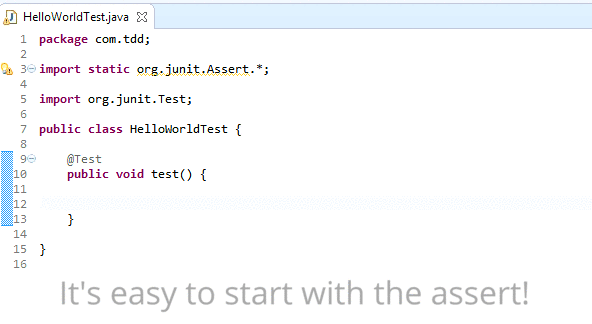 HelloWorldTest.java
1 package com.tdd;
2
3 import static org.junit.Assert.*;
4
5 import org.junit.Test;
6
7 public class HelloWorldTest {
8
9 @Test
10 public void test() {
11
12
13 }
14
15 }
16
It's easy to start with the assert!